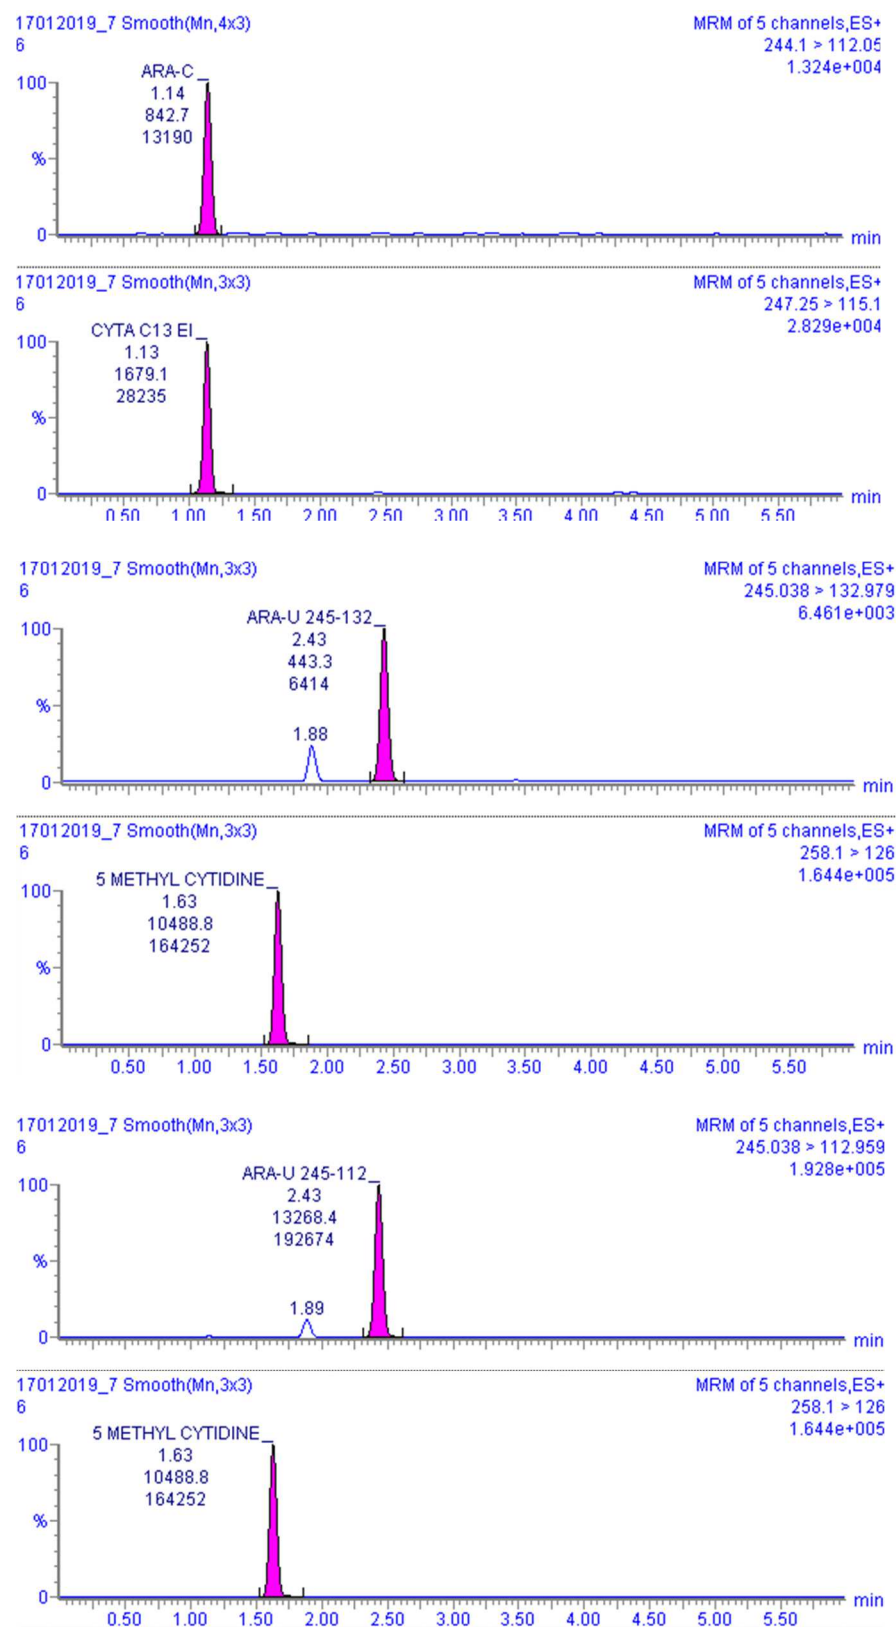 17012019_7 Smooth(Mn,4x3)
MRM of 5 channels,ES+
6
244.1 > 112.05
1.324e+004
ARA-C
1.14
842.7
13190
100
%
0
min
17012019_7 Smooth(Mn,3x3)
MRM of 5 channels,ES+
6
247.25 > 115.1
2.829e+004
CYTA C13 EI
1.13
1679.1
28235
100
%
0
min
0.50 1.00 1.50 2.00 2.50 3.00 3.50 4.00 4.50 5.00 5.50
17012019_7 Smooth(Mn,3x3)
MRM of 5 channels,ES+
6
245.038 > 132.979
6.461e+003
ARA-U 245-132
2.43
443.3
6414
1.88
100
%
0
min
17012019_7 Smooth(Mn,3x3)
MRM of 5 channels,ES+
6
258.1 > 126
1.644e+005
5 METHYL CYTIDINE
1.63
10488.8
164252
100
%
0
min
0.50 1.00 1.50 2.00 2.50 3.00 3.50 4.00 4.50 5.00 5.50
17012019_7 Smooth(Mn,3x3)
MRM of 5 channels,ES+
6
245.038 > 112.959
1.928e+005
ARA-U 245-112
2.43
13268.4
192674
1.89
100
%
0
min
17012019_7 Smooth(Mn,3x3)
MRM of 5 channels,ES+
6
258.1 > 126
1.644e+005
5 METHYL CYTIDINE
1.63
10488.8
164252
100
%
0
min
0.50 1.00 1.50 2.00 2.50 3.00 3.50 4.00 4.50 5.00 5.50